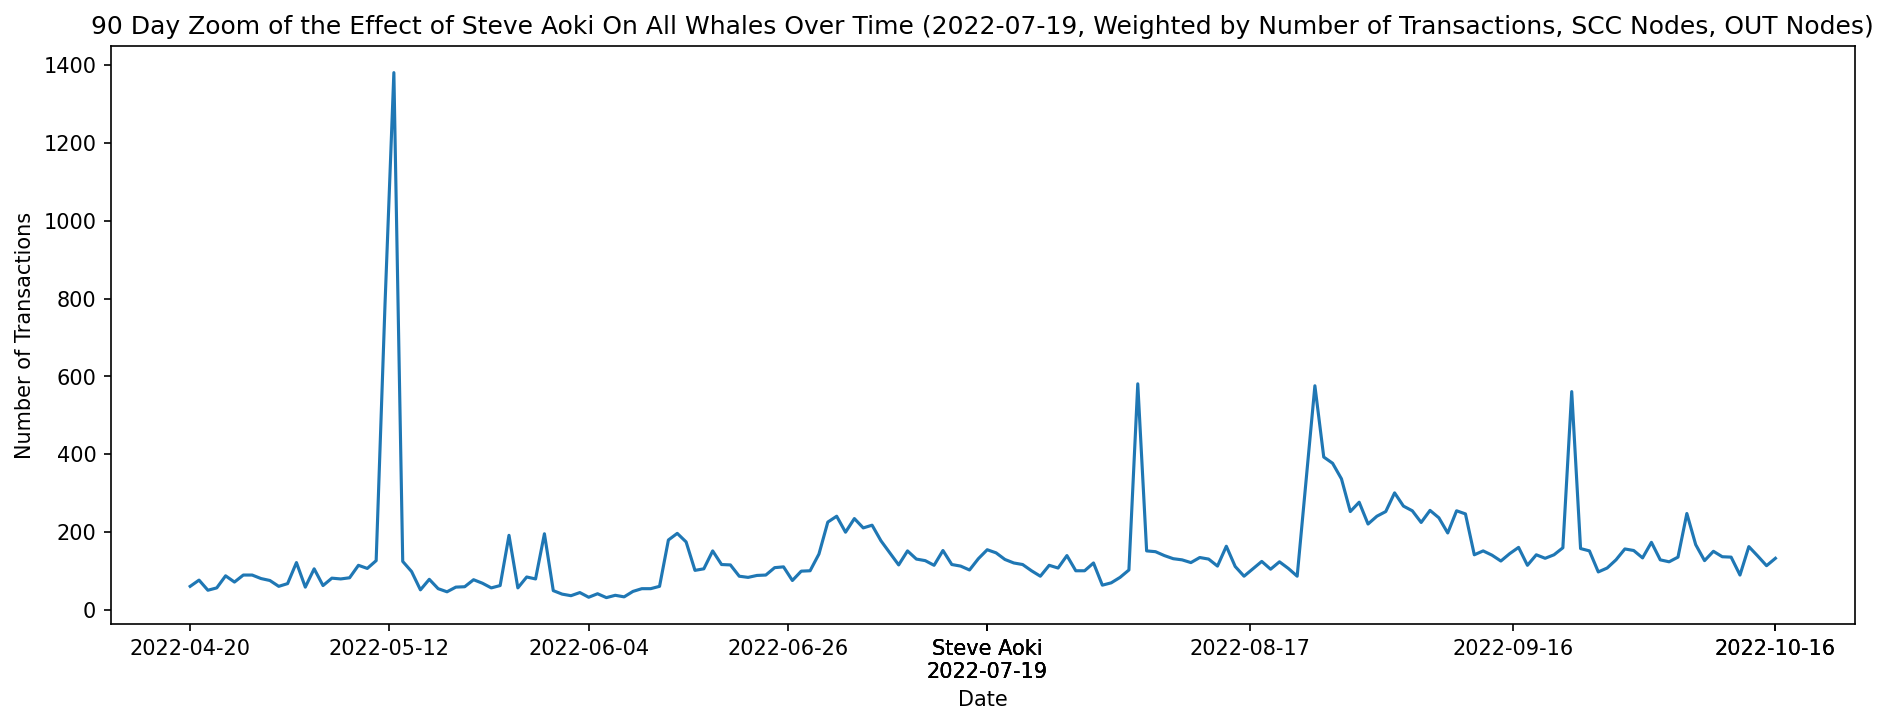 90 Day Zoom of the Effect of Steve Aoki On All Whales Over Time (2022-07-19, Weighted by Number of Transactions, SCC Nodes, OUT Nodes)
1400
1200
1000
800
600
400
200
0
Number of Transactions
2022-04-20 2022-05-12 2022-06-04 2022-06-26 Steve Aoki 2022-08-17 2022-09-16 2022-10-16
2022-07-19
Date